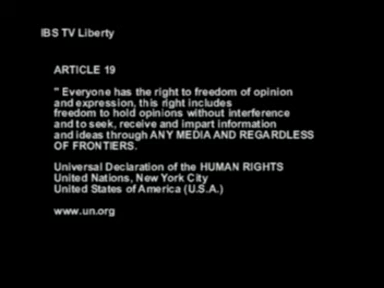 IBS TV Liberty
ARTICLE 19
" Everyone has the right to freedom of opinion
and expression, this right includes
freedom to hold opinions without interference
and to seek, receive and impart information
and ideas through ANY MEDIA AND REGARDLESS
OF FRONTIERS.
Universal Declaration of the HUMAN RIGHTS
United Nations, New York City
United States of America (U.S.A.)
www.un.org